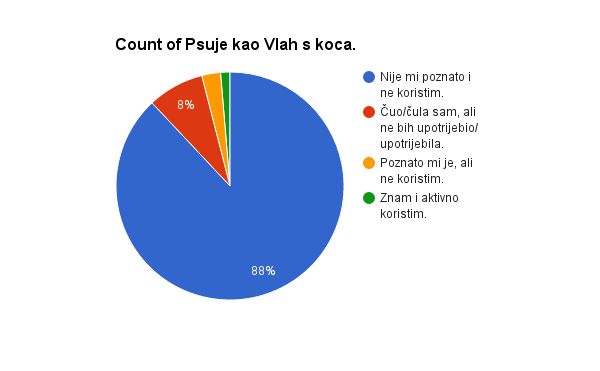 Count of Psuje kao Vlah s koca.
Nije mi poznato i
ne koristim.
Čuo/čula sam, ali
ne bih upotrijebio/
upotrijebila.
Poznato mi je, ali
ne koristim.
Znam i aktivno
koristim.
8%
88%